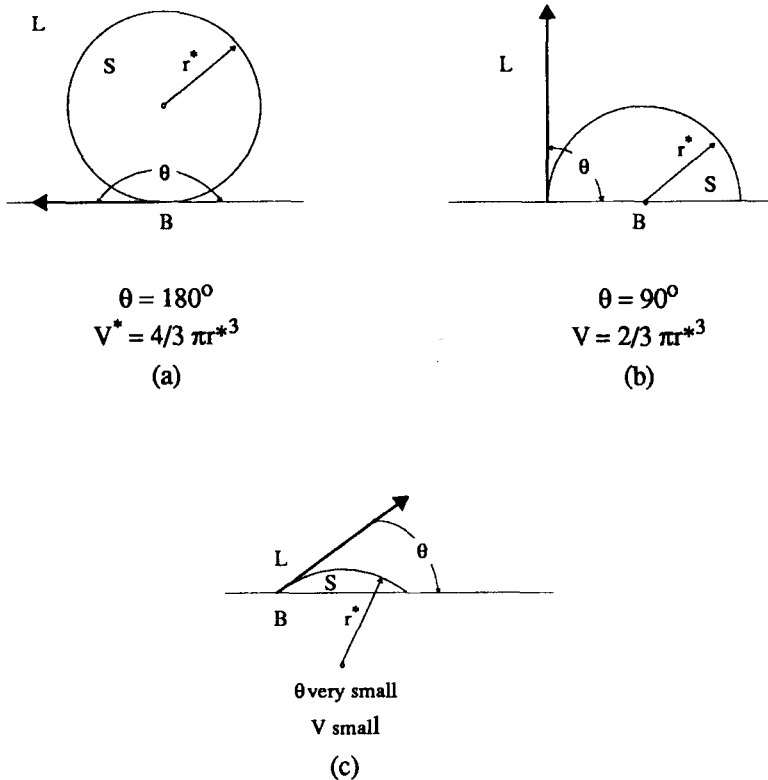 L
S
r*
θ
B
θ = 180°
V* = 4/3 πr*³
(a)
L
θ
r*
S
B
θ = 90°
V = 2/3 πr*³
(b)
L
S
θ
B
r*
θ very small
V small
(c)